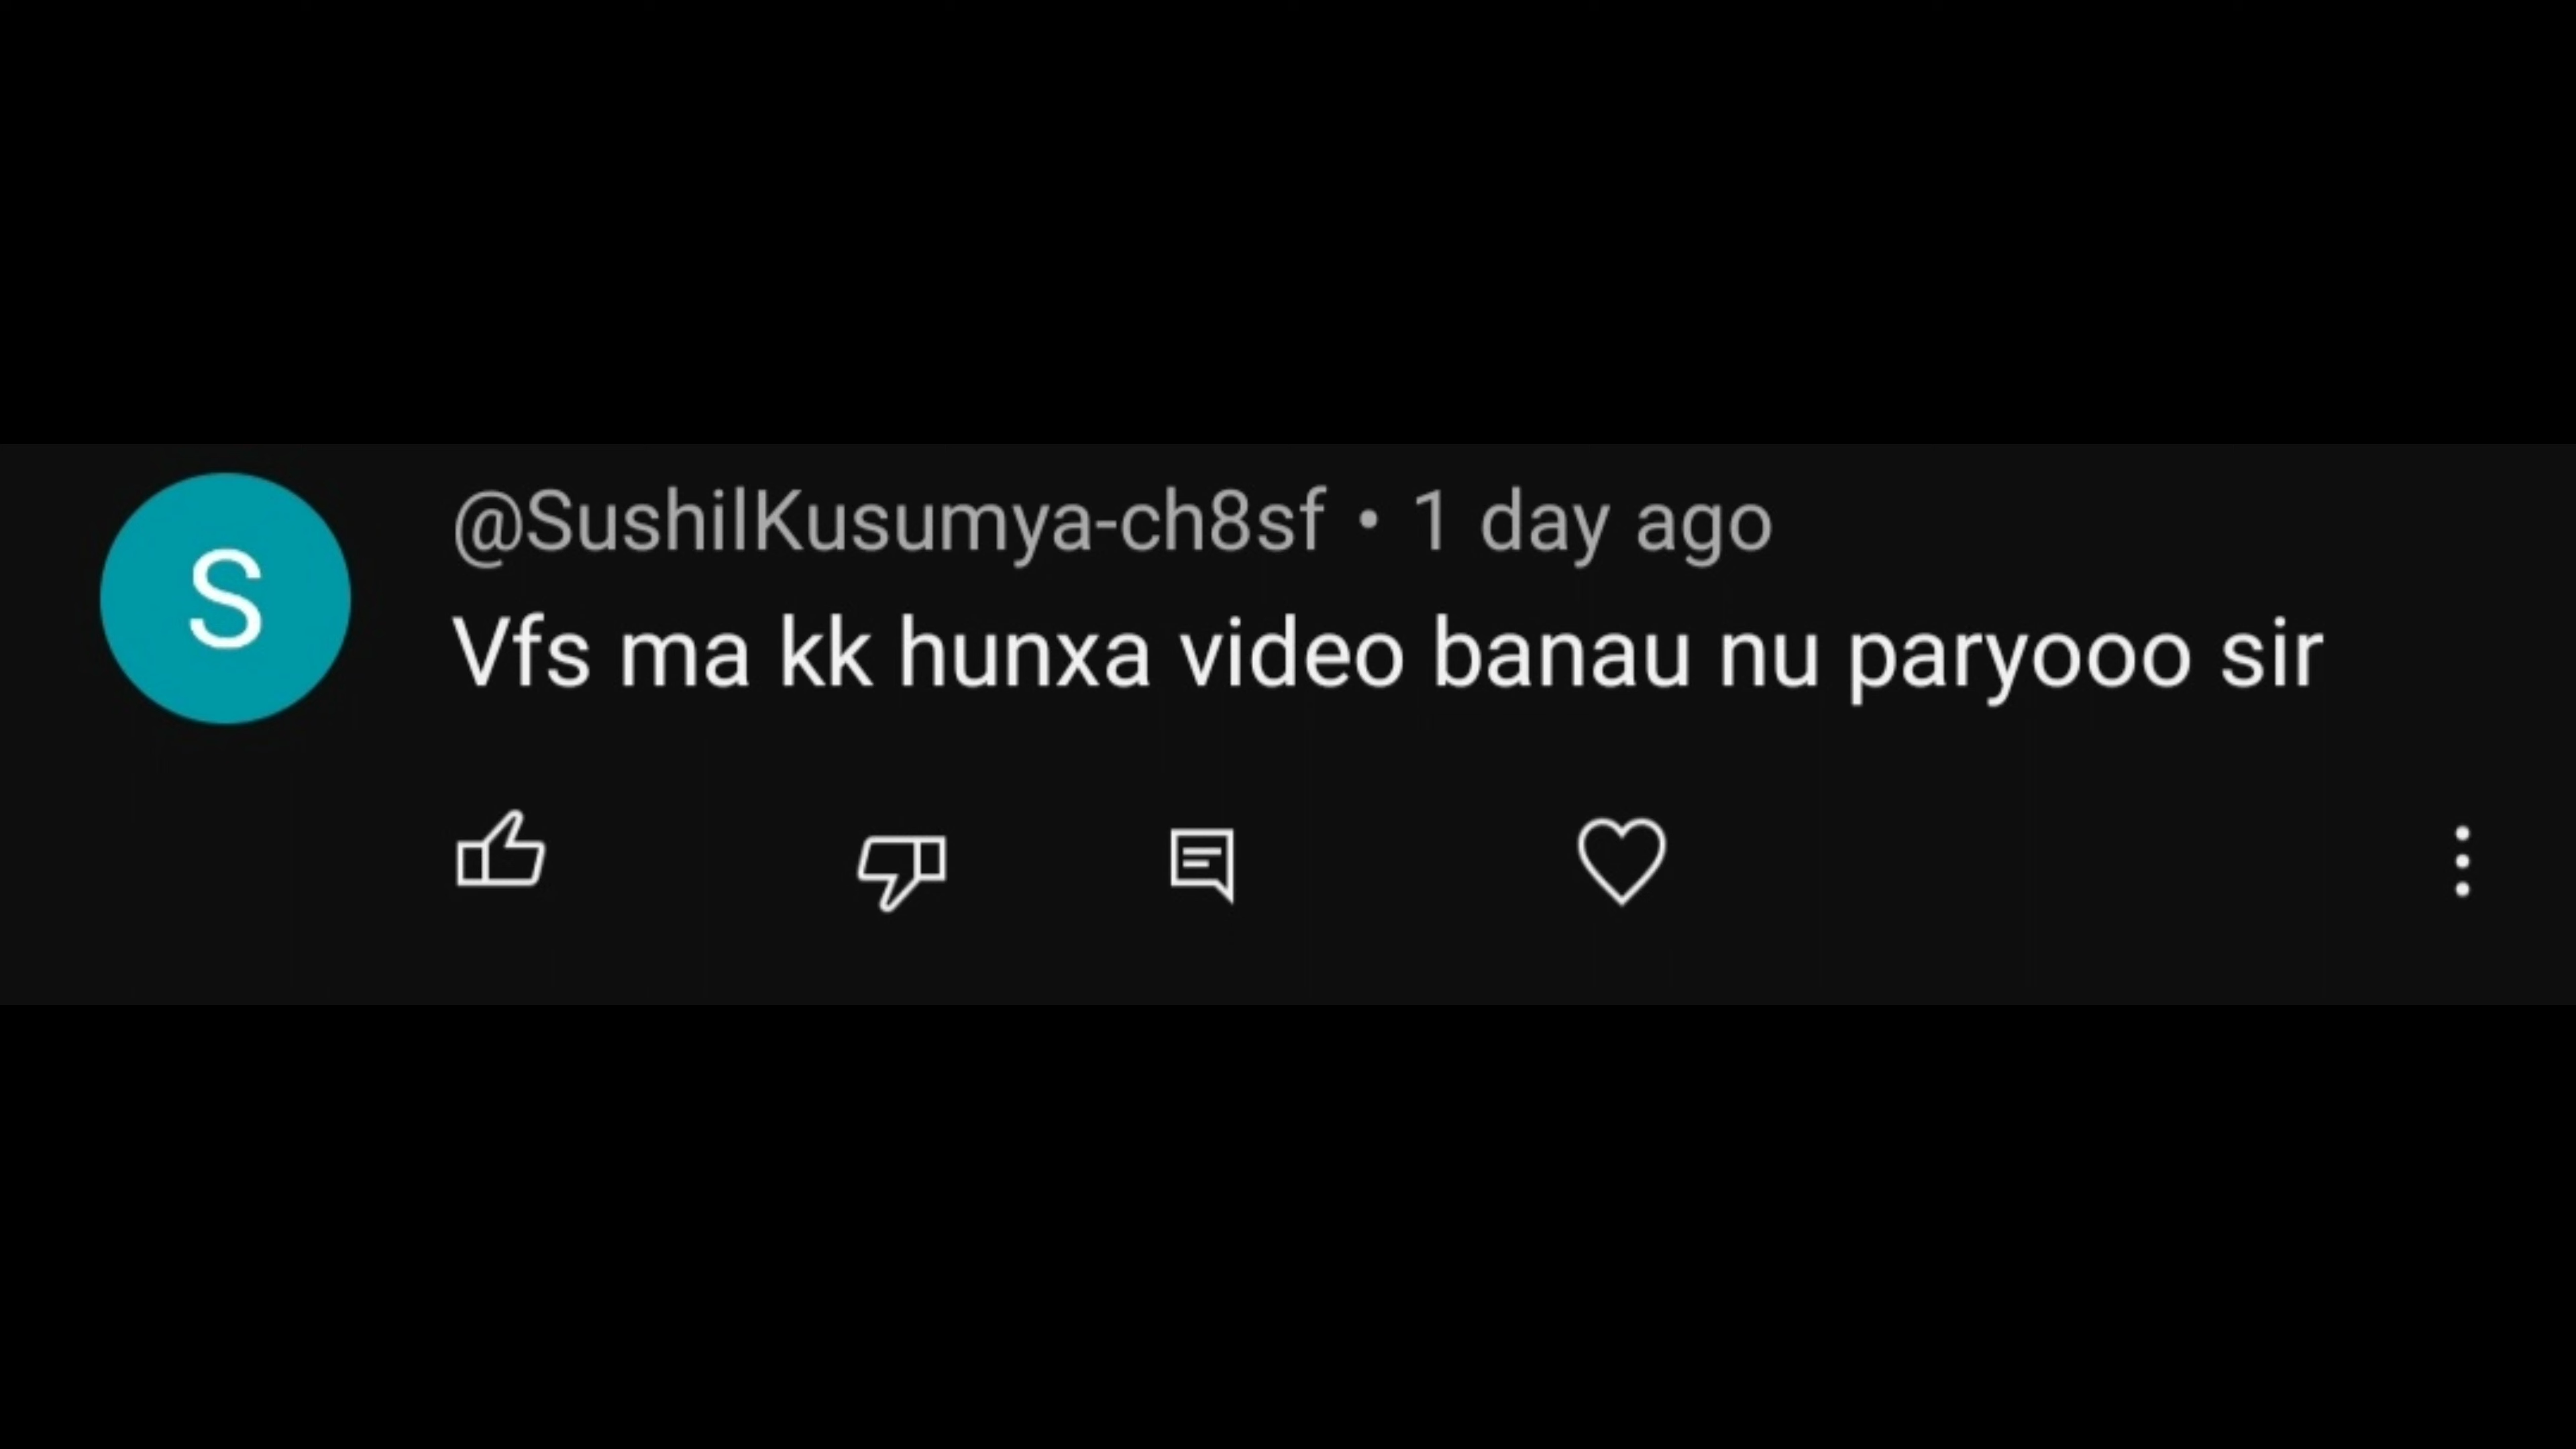 S
@SushilKusumya-ch8sf • 1 day ago
Vfs ma kk hunxa video banau nu paryooo sir